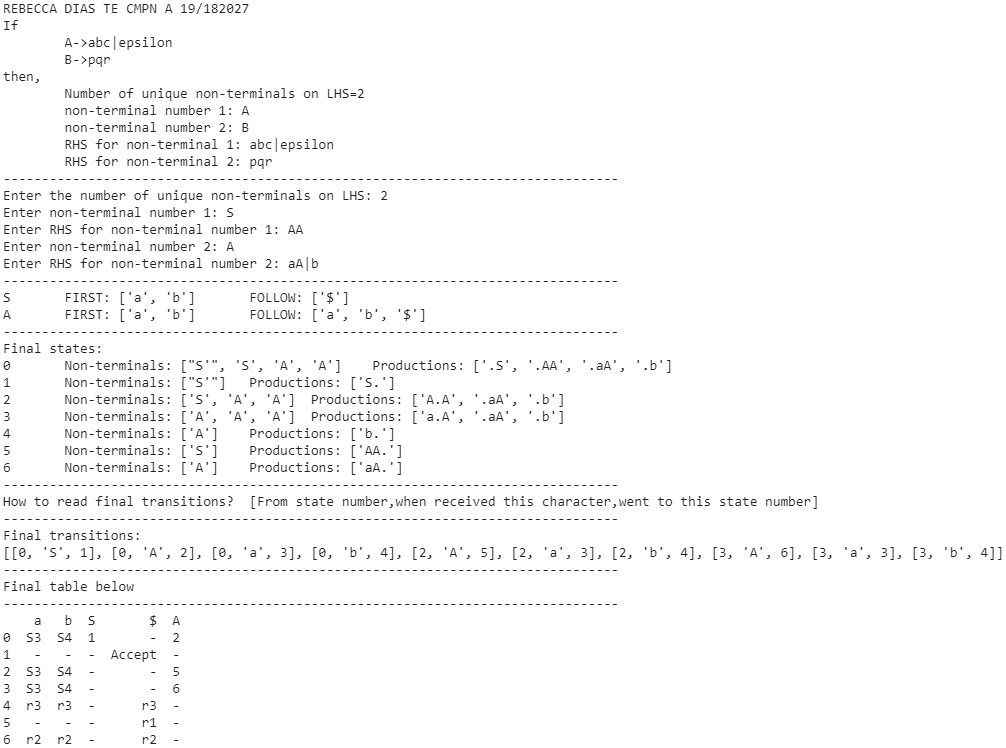 REBECCA DIAS TE CMPN A 19/182027
If
        A->abc|epsilon
        B->pqr
then,
        Number of unique non-terminals on LHS=2
        non-terminal number 1: A
        non-terminal number 2: B
        RHS for non-terminal 1: abc|epsilon
        RHS for non-terminal 2: pqr
--------------------------------------------------------------------------------
Enter the number of unique non-terminals on LHS: 2
Enter non-terminal number 1: S
Enter RHS for non-terminal number 1: AA
Enter non-terminal number 2: A
Enter RHS for non-terminal number 2: aA|b
--------------------------------------------------------------------------------
S       FIRST: ['a', 'b']       FOLLOW: ['$']
A       FIRST: ['a', 'b']       FOLLOW: ['a', 'b', '$']
--------------------------------------------------------------------------------
Final states:
0       Non-terminals: ["S'", 'S', 'A', 'A']    Productions: ['.S', '.AA', '.aA', '.b']
1       Non-terminals: ["S'"]   Productions: ['S.']
2       Non-terminals: ['S', 'A', 'A']  Productions: ['A.A', '.aA', '.b']
3       Non-terminals: ['A', 'A', 'A']  Productions: ['a.A', '.aA', '.b']
4       Non-terminals: ['A']    Productions: ['b.']
5       Non-terminals: ['S']    Productions: ['AA.']
6       Non-terminals: ['A']    Productions: ['aA.']
--------------------------------------------------------------------------------
How to read final transitions?  [From state number,when received this character,went to this state number]
--------------------------------------------------------------------------------
Final transitions:
[[0, 'S', 1], [0, 'A', 2], [0, 'a', 3], [0, 'b', 4], [2, 'A', 5], [2, 'a', 3], [2, 'b', 4], [3, 'A', 6], [3, 'a', 3], [3, 'b', 4]]
--------------------------------------------------------------------------------
Final table below
--------------------------------------------------------------------------------
    a   b  S       $  A
0  S3  S4  1       -  2
1   -   -  -  Accept  -
2  S3  S4  -       -  5
3  S3  S4  -       -  6
4  r3  r3  -      r3  -
5   -   -  -      r1  -
6  r2  r2  -      r2  -